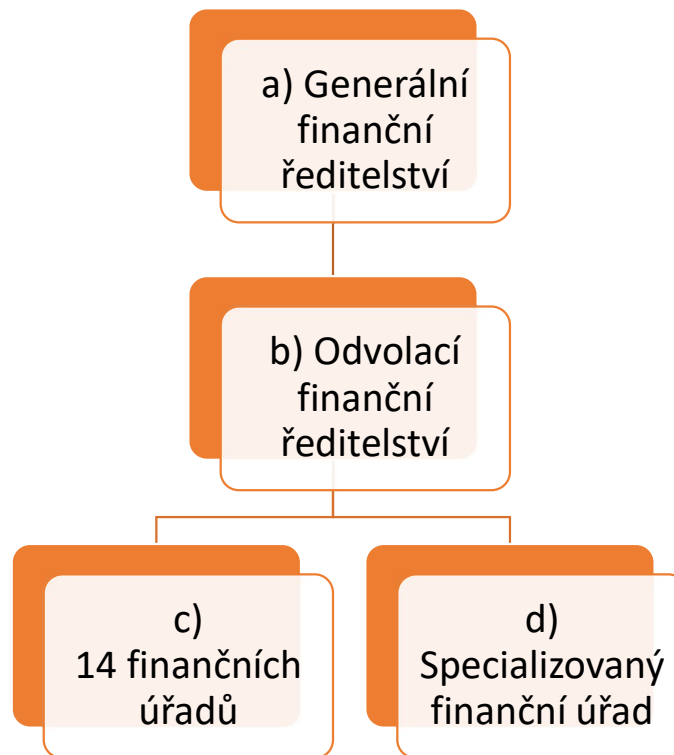 a) Generální
finanční
ředitelství
b) Odvolací
finanční
ředitelství
c)
14 finančních
úřadů
d)
Specializovaný
finanční úřad